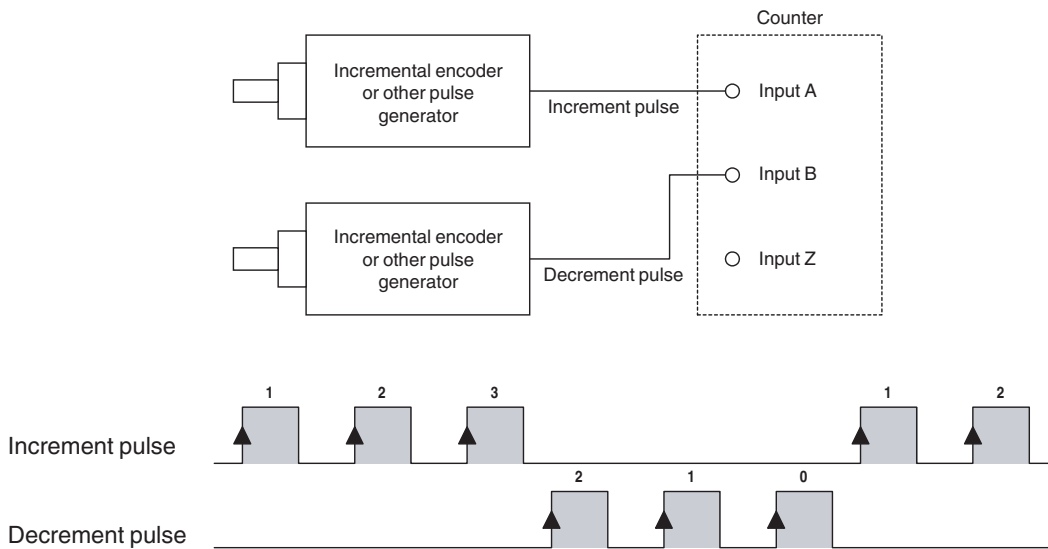 Counter
Incremental encoder
or other pulse
generator
Increment pulse
Input A
Input B
Incremental encoder
or other pulse
generator
Decrement pulse
Input Z
1 2 3 1 2
Increment pulse
2 1 0
Decrement pulse